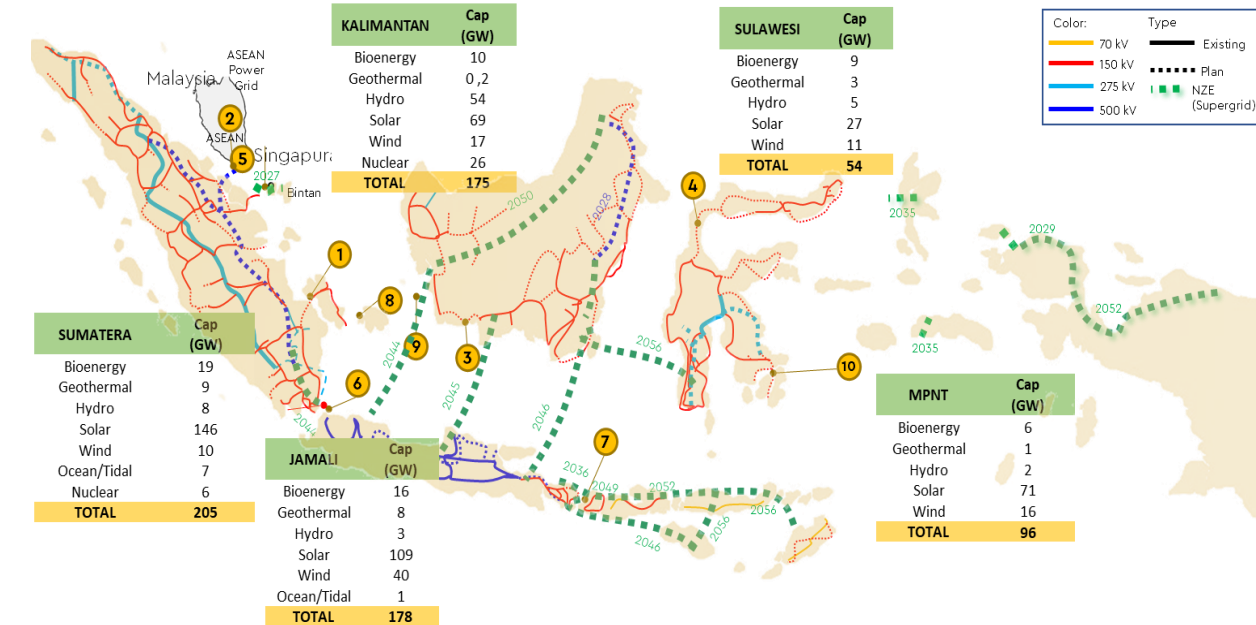 KALIMANTAN Cap (GW)
Bioenergy 10
Geothermal 0 ,2
Hydro 54
Solar 69
Wind 17
Nuclear 26
TOTAL 175
SULAWESI Cap (GW)
Bioenergy 9
Geothermal 3
Hydro 5
Solar 27
Wind 11
TOTAL 54
Color: Type
70 kV Existing
150 kV Plan
275 kV NZE (Supergrid)
500 kV
ASEAN
Power
Grid
Malaysia
2
ASEAN
5
Singapura
2027
Bintan
1
8
9
3
4
6
7
10
2050
2028
2044
2045
2046
2056
2044
2035
2035
2029
2052
2036
2049
2052
2056
2046
2056
SUMATERA Cap (GW)
Bioenergy 19
Geothermal 9
Hydro 8
Solar 146
Wind 10
Ocean/Tidal 7
Nuclear 6
TOTAL 205
JAMALI Cap (GW)
Bioenergy 16
Geothermal 8
Hydro 3
Solar 109
Wind 40
Ocean/Tidal 1
TOTAL 178
MPNT Cap (GW)
Bioenergy 6
Geothermal 1
Hydro 2
Solar 71
Wind 16
TOTAL 96